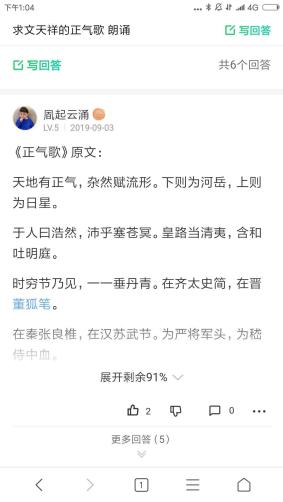 下午1:04
4G
求文天祥的正气歌 朗诵
写回答
写回答
共6个回答
風起云涌
LV.5 2019-09-03
《正气歌》原文：
天地有正气，杂然赋流形。下则为河岳，上则
为日星。
于人曰浩然，沛乎塞苍冥。皇路当清夷，含和
吐明庭。
时穷节乃见，一一垂丹青。在齐太史简，在晋
董狐笔。
在秦张良椎，在汉苏武节。为严将军头，为嵇
侍中血。
展开剩余91%
2
0
更多回答（5）
1